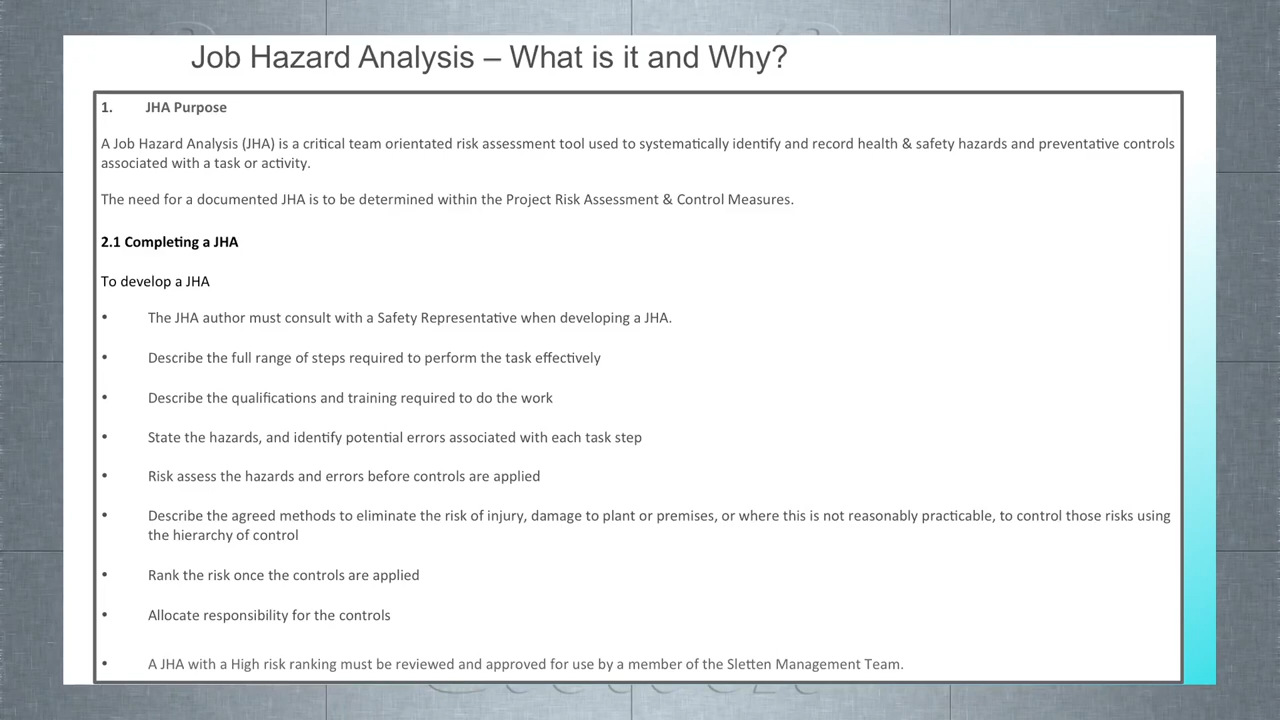 Job Hazard Analysis – What is it and Why?
1. JHA Purpose
A Job Hazard Analysis (JHA) is a critical team orientated risk assessment tool used to systematically identify and record health & safety hazards and preventative controls
associated with a task or activity.
The need for a documented JHA is to be determined within the Project Risk Assessment & Control Measures.
2.1 Completing a JHA
To develop a JHA
• The JHA author must consult with a Safety Representative when developing a JHA.
• Describe the full range of steps required to perform the task effectively
• Describe the qualifications and training required to do the work
• State the hazards, and identify potential errors associated with each task step
• Risk assess the hazards and errors before controls are applied
• Describe the agreed methods to eliminate the risk of injury, damage to plant or premises, or where this is not reasonably practicable, to control those risks using
the hierarchy of control
• Rank the risk once the controls are applied
• Allocate responsibility for the controls
• A JHA with a High risk ranking must be reviewed and approved for use by a member of the Sletten Management Team.